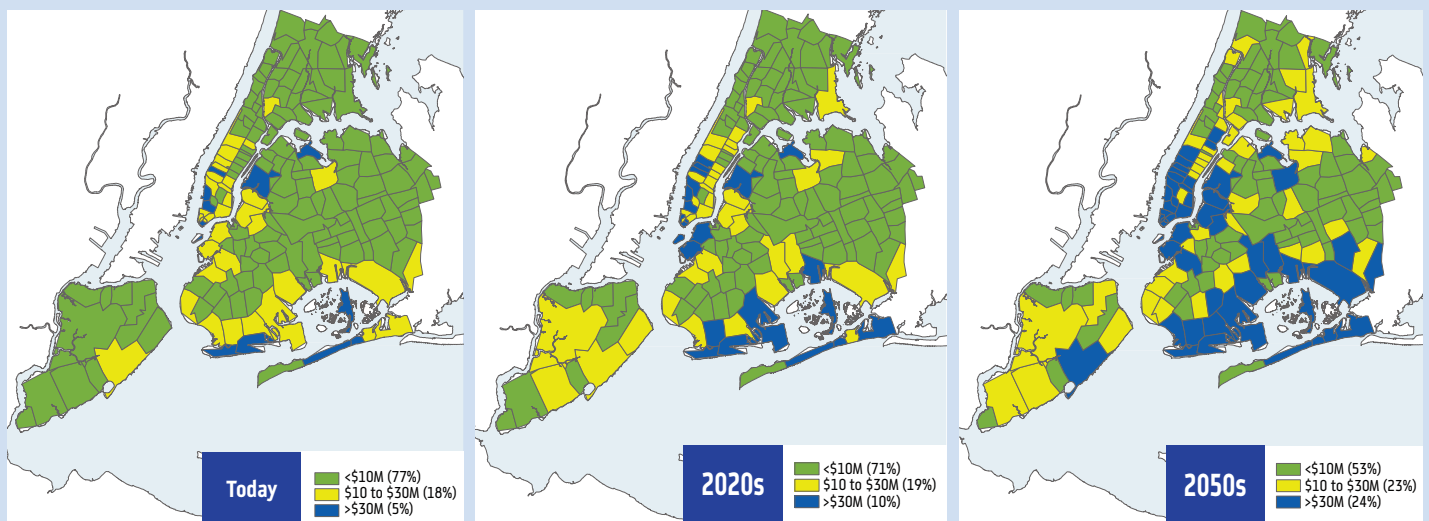 Today
<$10M (77%)
$10 to $30M (18%)
>$30M (5%)
2020s
<$10M (71%)
$10 to $30M (19%)
>$30M (10%)
2050s
<$10M (53%)
$10 to $30M (23%)
>$30M (24%)